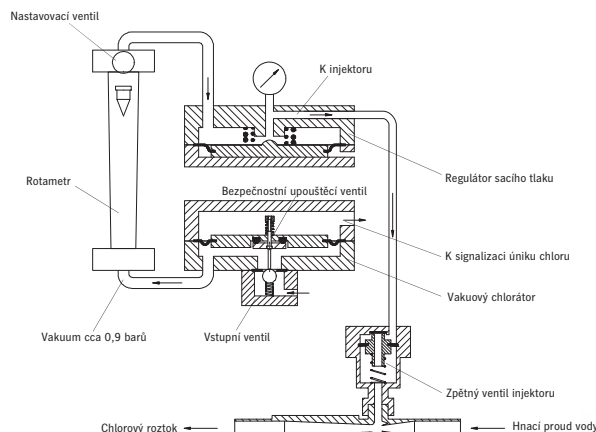 Nastavovací ventil
K injektoru
Regulátor sacího tlaku
Rotametr
Bezpečnostní upouštěcí ventil
K signalizaci úniku chloru
Vakuový chlorátor
Vakuum cca 0,9 barů
Vstupní ventil
Zpětný ventil injektoru
Chlorový roztok
Hnací proud vody